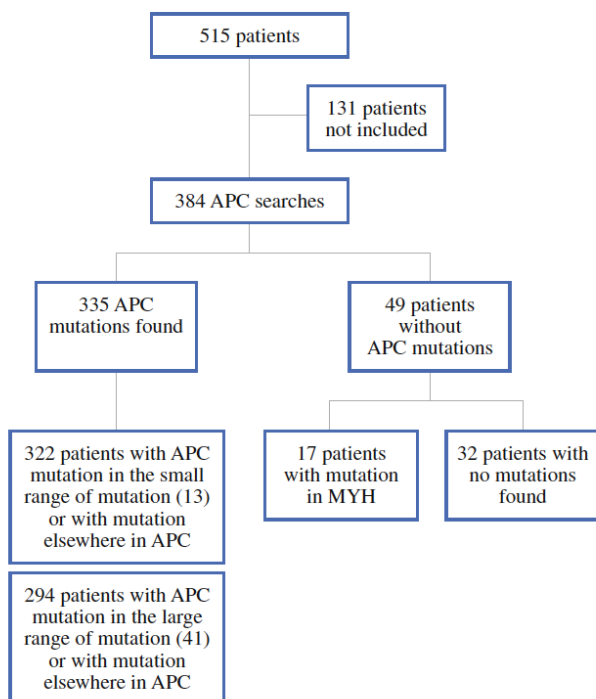 515 patients
131 patients
not included
384 APC searches
335 APC
mutations found
49 patients
without
APC mutations
322 patients with APC
mutation in the small
range of mutation (13)
or with mutation
elsewhere in APC
17 patients
with mutation
in MYH
32 patients with
no mutations
found
294 patients with APC
mutation in the large
range of mutation (41)
or with mutation
elsewhere in APC